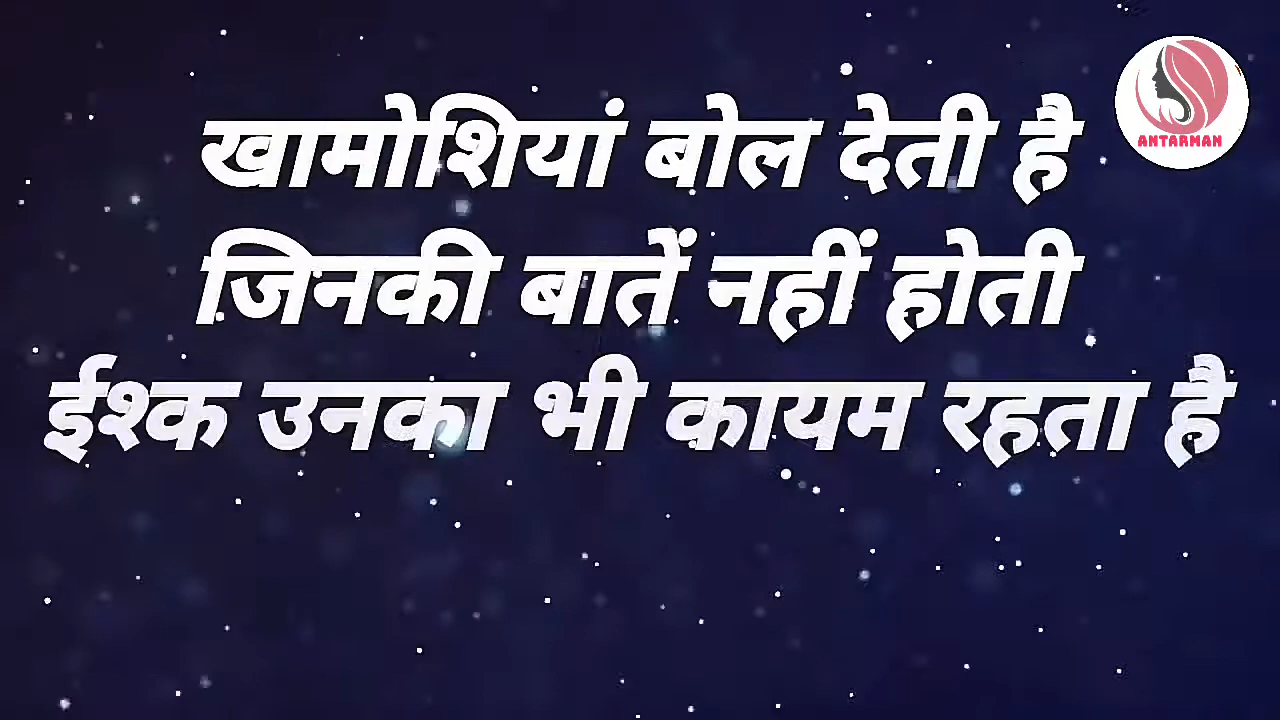 खामोशियां बोल देती है
जिनकी बातें नहीं होती
ईश्क उनका भी कायम रहता है
ANTARMAN